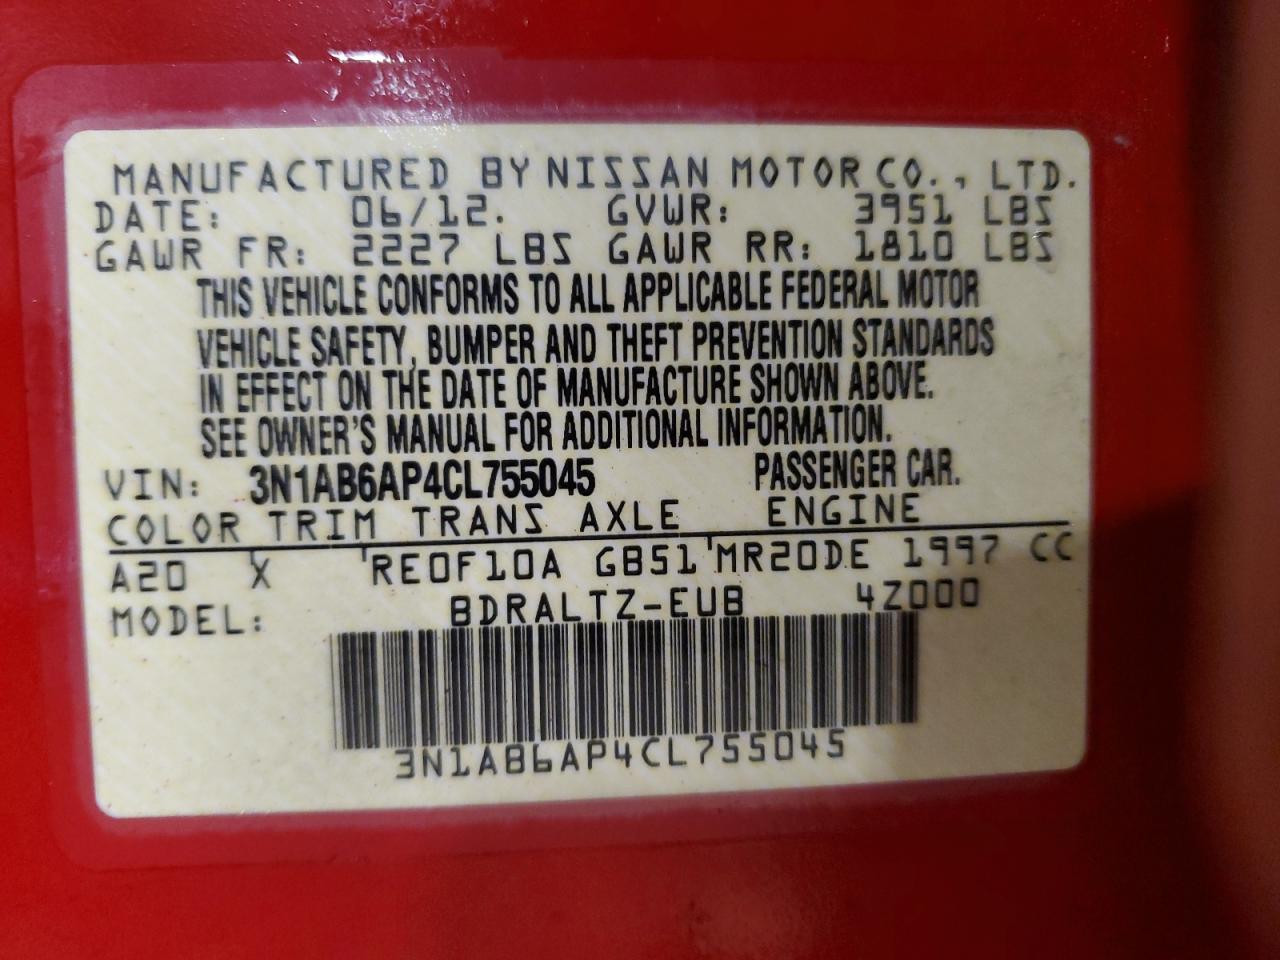 MANUFACTURED BY NISSAN MOTOR CO., LTD.
DATE: 06/12. GVWR: 3951 LBS
GAWR FR: 2227 LBS GAWR RR: 1810 LBS
THIS VEHICLE CONFORMS TO ALL APPLICABLE FEDERAL MOTOR
VEHICLE SAFETY, BUMPER AND THEFT PREVENTION STANDARDS
IN EFFECT ON THE DATE OF MANUFACTURE SHOWN ABOVE.
SEE OWNER'S MANUAL FOR ADDITIONAL INFORMATION.
VIN: 3N1AB6AP4CL755045 PASSENGER CAR.
COLOR TRIM TRANS AXLE ENGINE
A20 X RE0F10A GB51 MR20DE 1997 CC
MODEL: BDRALTZ-EUB 4Z000
3N1AB6AP4CL755045